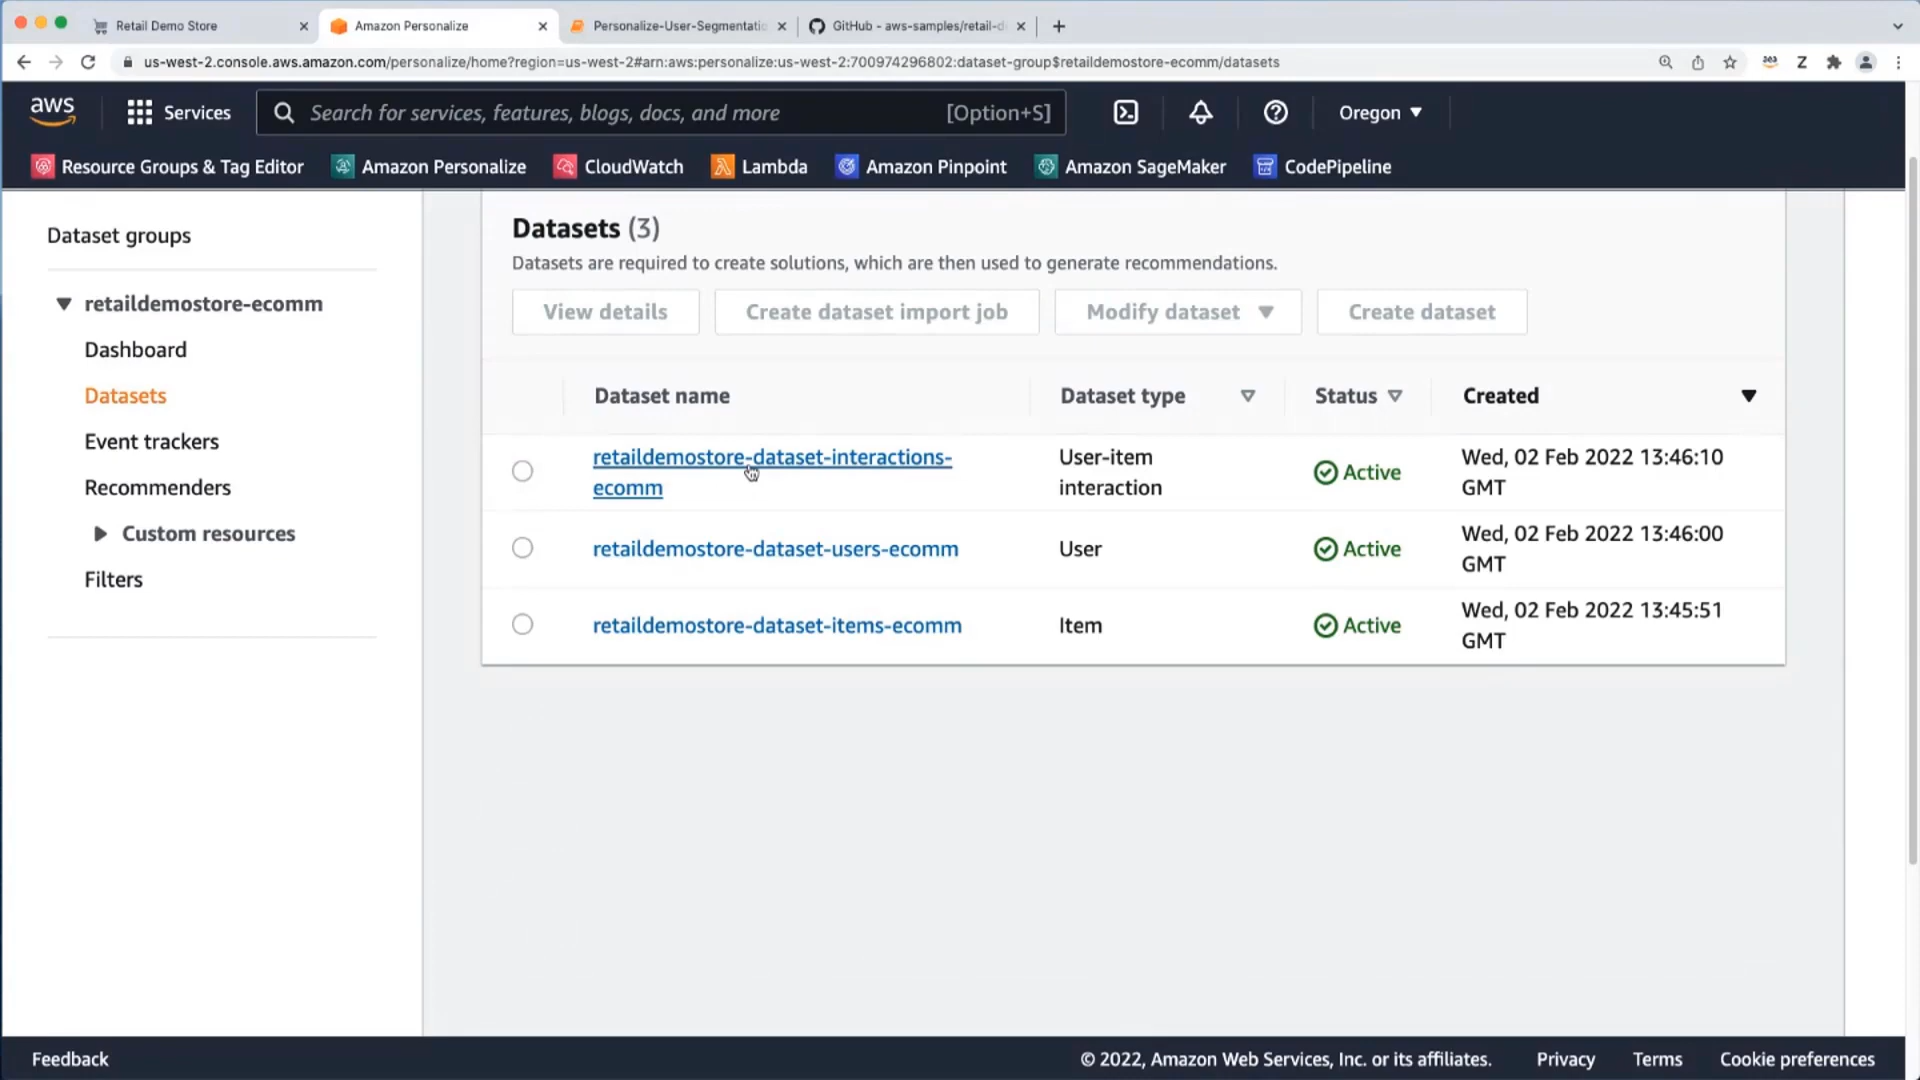 Retail Demo Store
Amazon Personalize
Personalize-User-Segmentatio
GitHub - aws-samples/retail-d
us-west-2.console.aws.amazon.com/personalize/home?region=us-west-2#arn:aws:personalize:us-west-2:700974296802:dataset-group$retaildemostore-ecomm/datasets
Z
aws
Services
Search for services, features, blogs, docs, and more
[Option+S]
Oregon
Resource Groups & Tag Editor
Amazon Personalize
CloudWatch
Lambda
Amazon Pinpoint
Amazon SageMaker
CodePipeline
Dataset groups
retaildemostore-ecomm
Dashboard
Datasets
Event trackers
Recommenders
Custom resources
Filters
Datasets (3)
Datasets are required to create solutions, which are then used to generate recommendations.
View details
Create dataset import job
Modify dataset
Create dataset
Dataset name
Dataset type
Status
Created
retaildemostore-dataset-interactions-
ecomm
User-item
interaction
Active
Wed, 02 Feb 2022 13:46:10
GMT
retaildemostore-dataset-users-ecomm
User
Active
Wed, 02 Feb 2022 13:46:00
GMT
retaildemostore-dataset-items-ecomm
Item
Active
Wed, 02 Feb 2022 13:45:51
GMT
Feedback
© 2022, Amazon Web Services, Inc. or its affiliates.
Privacy
Terms
Cookie preferences